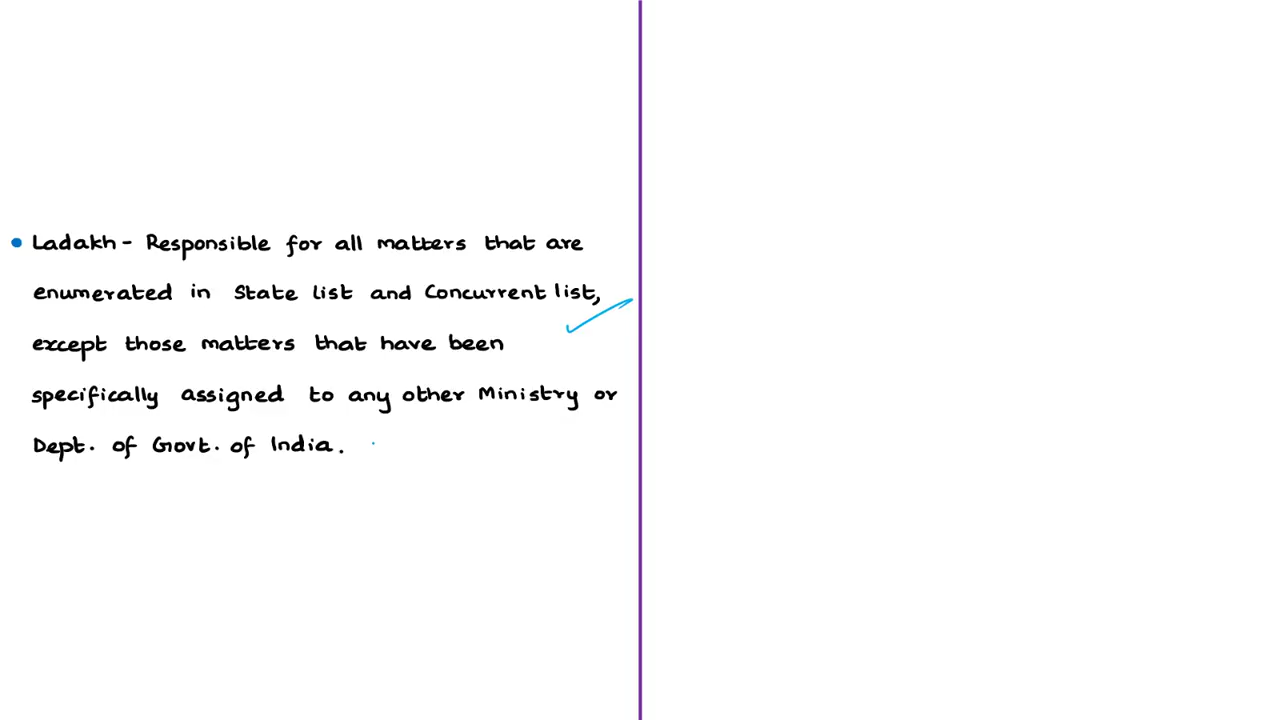 • Ladakh - Responsible for all matters that are
enumerated in State list and Concurrent list,
except those matters that have been
specifically assigned to any other Ministry or
Dept. of Govt. of India.